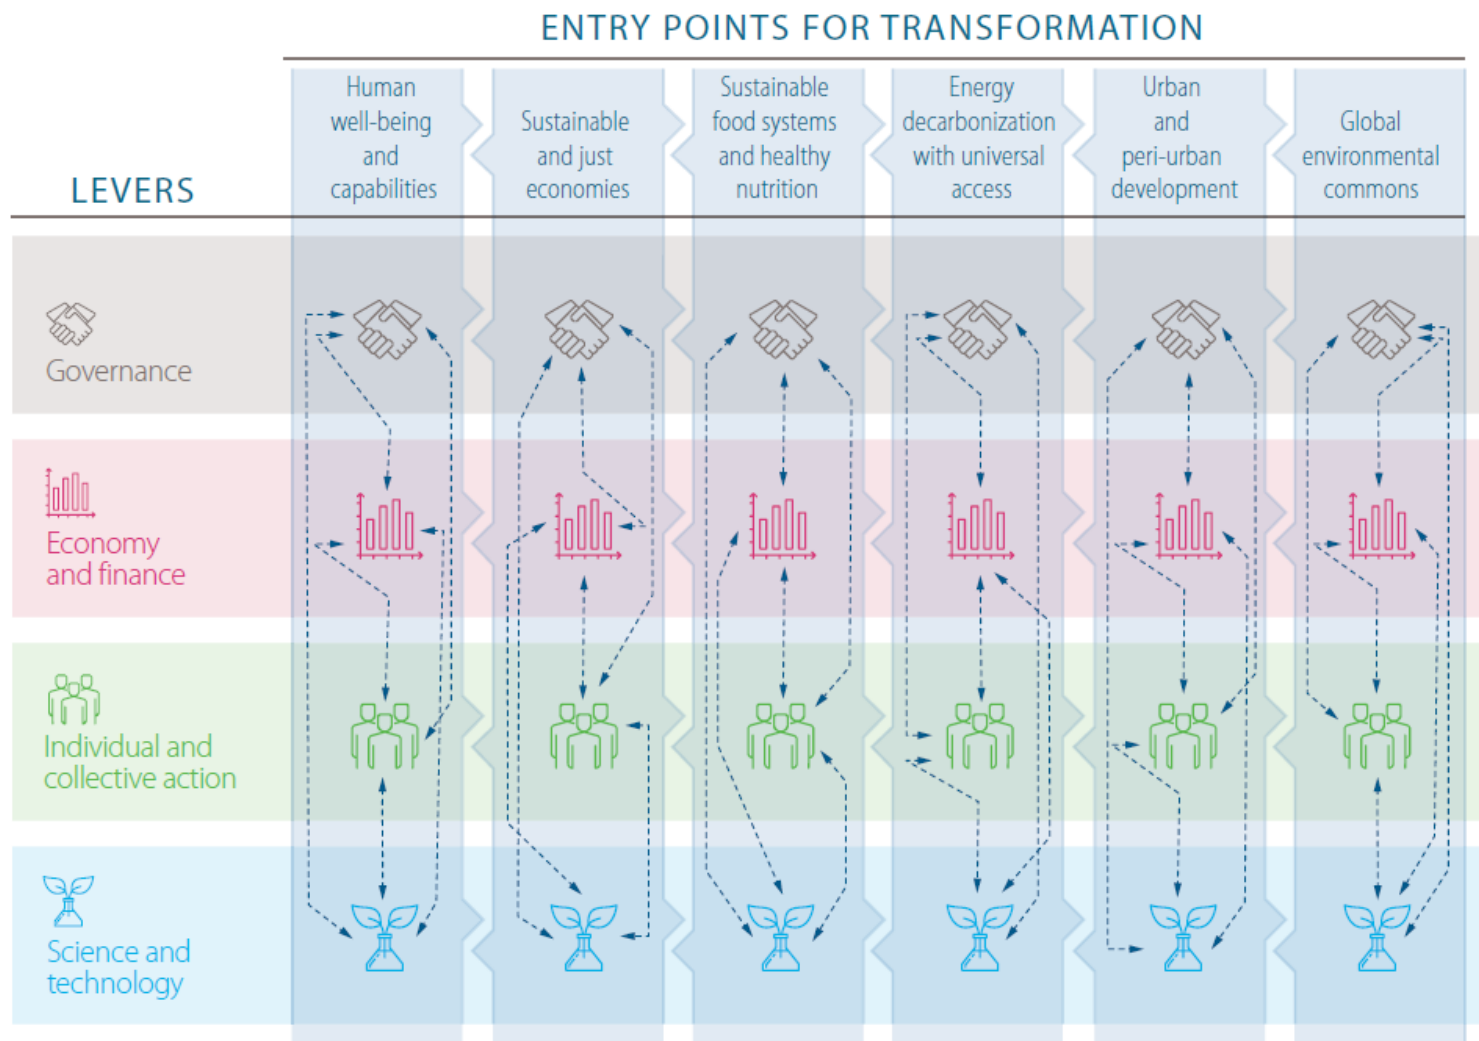 ENTRY POINTS FOR TRANSFORMATION
LEVERS
Human
well-being
and
capabilities
Sustainable
and just
economies
Sustainable
food systems
and healthy
nutrition
Energy
decarbonization
with universal
access
Urban
and
peri-urban
development
Global
environmental
commons
Governance
Economy
and finance
Individual and
collective action
Science and
technology